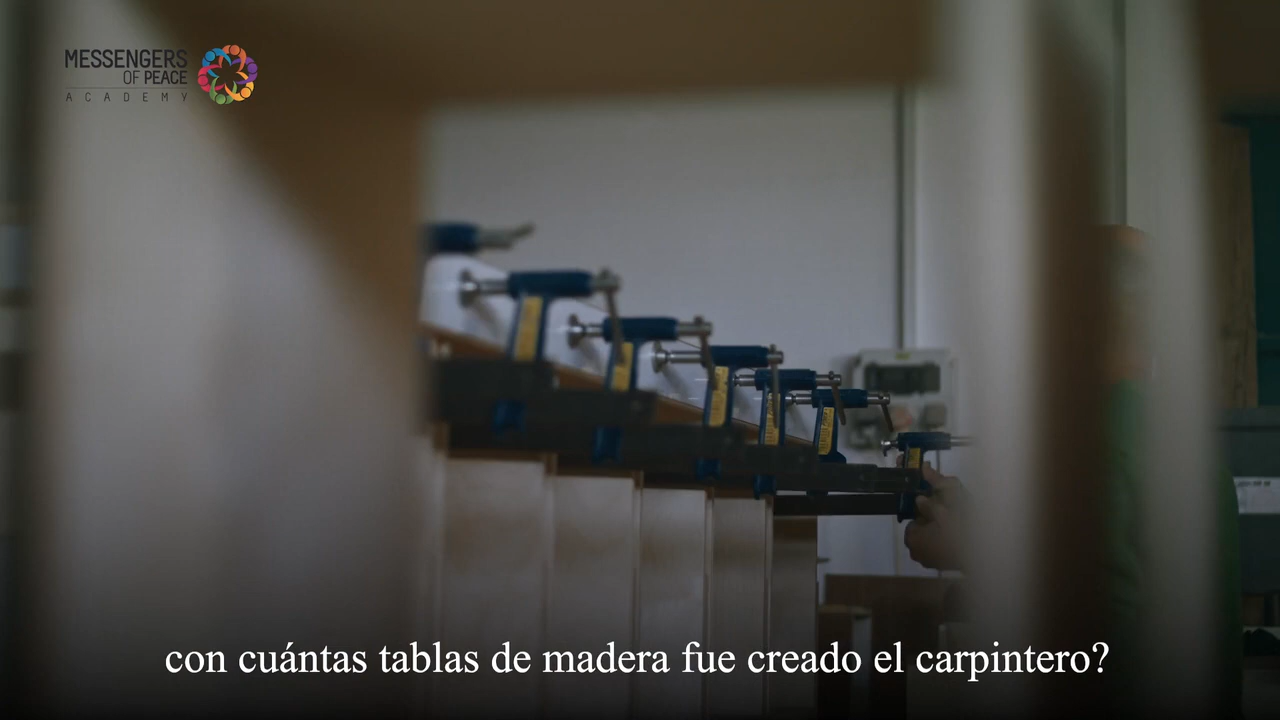 MESSENGERS
OF PEACE
ACADEMY
con cuántas tablas de madera fue creado el carpintero?